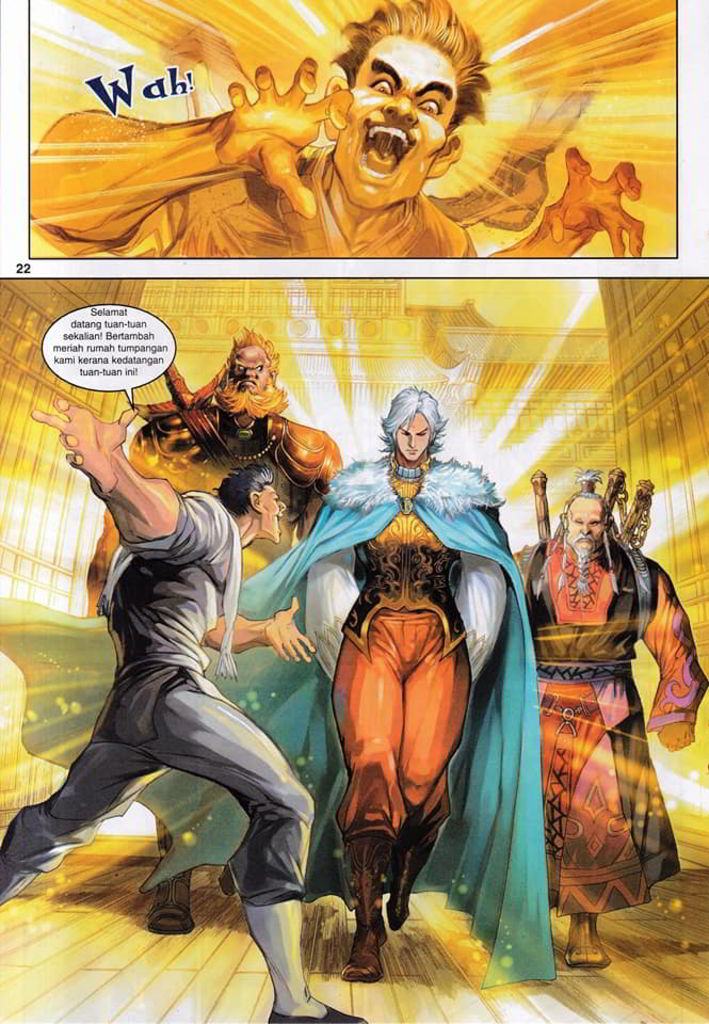 Wah!
22
Selamat
datang tuan-tuan
sekalian! Bertambah
meriah rumah tumpangan
kami kerana kedatangan
tuan-tuan ini!